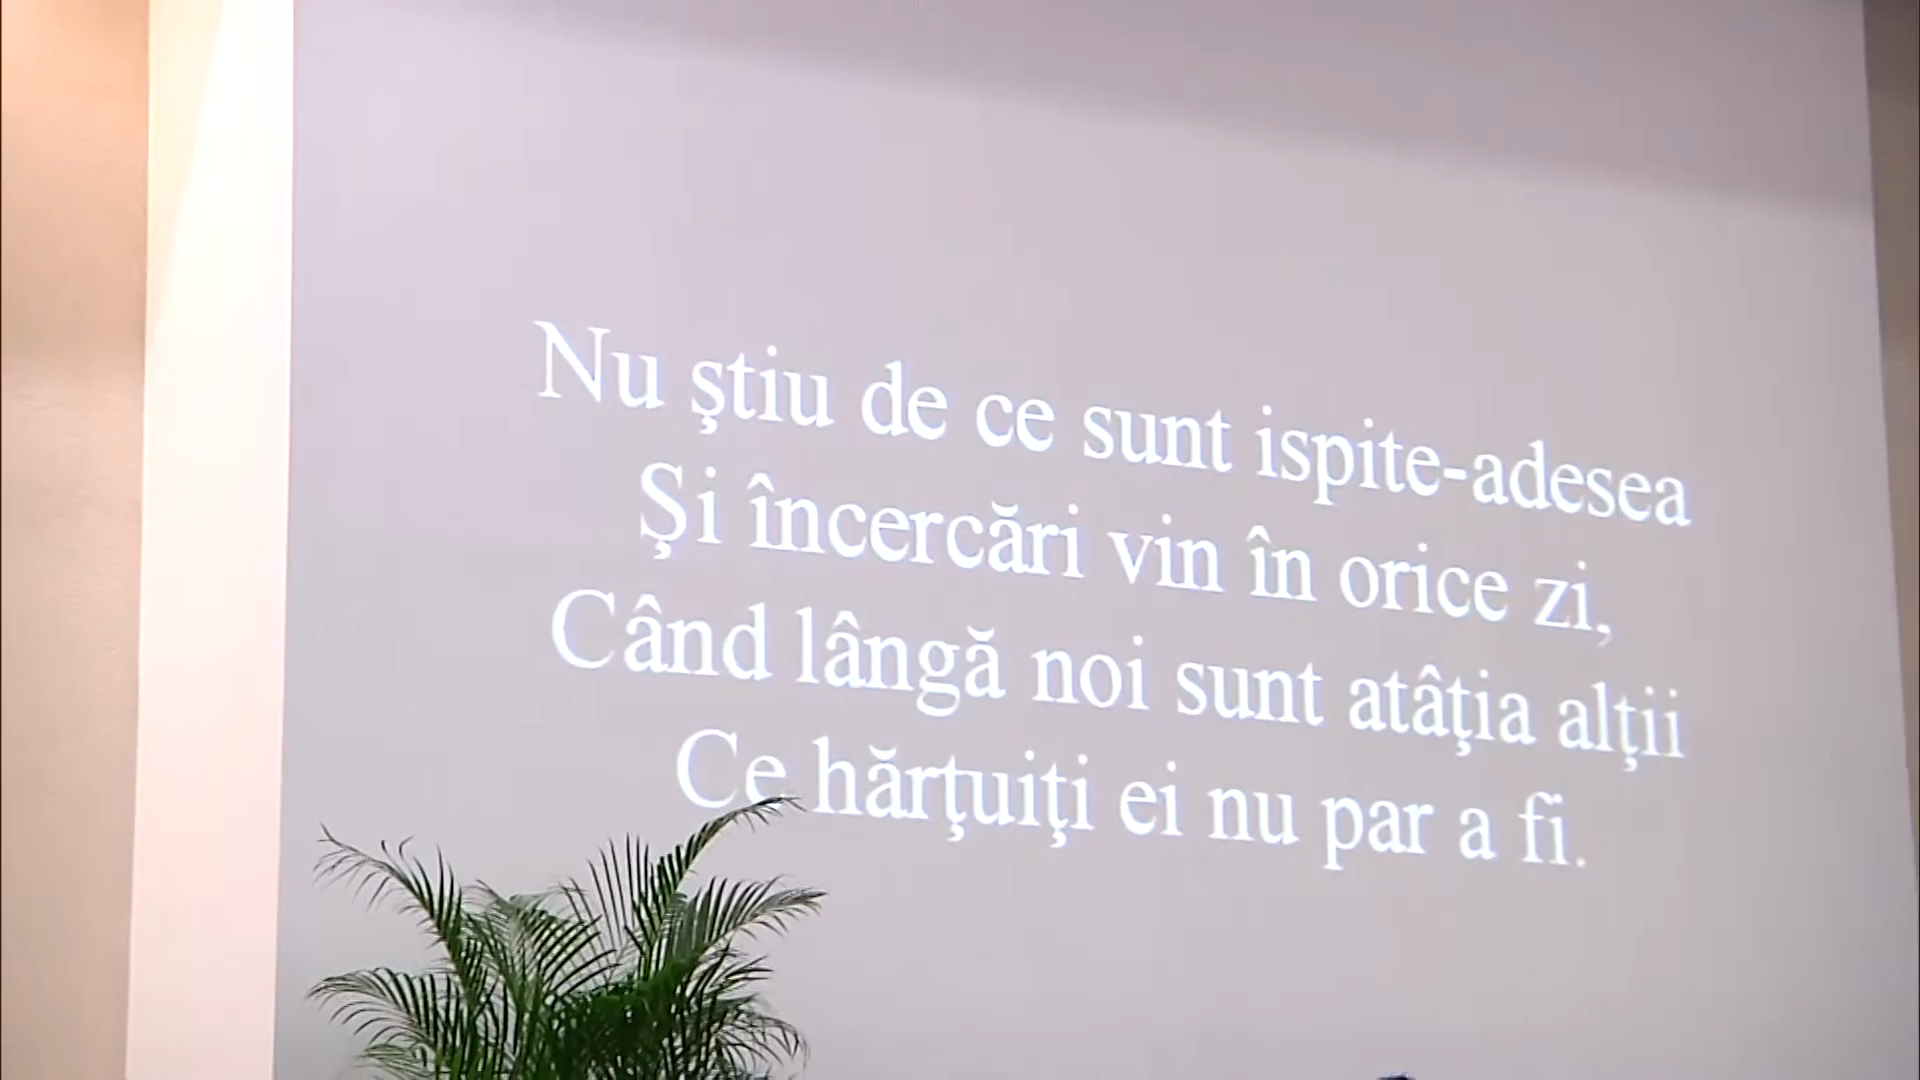 Nu ştiu de ce sunt ispite-adesea
Şi încercări vin în orice zi,
Când lângă noi sunt atâţia alţii
Ce hărţuiţi ei nu par a fi.